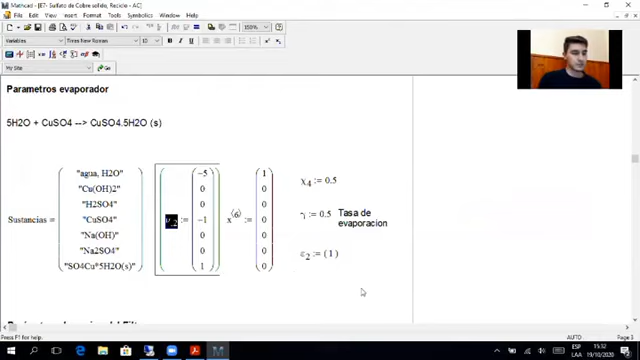 Mathcad - [E7- Sulfato de Cobre solido, R - AC]
File Edit View Insert Format Tools Symbolics Window Help
Variables Times New Roman 10 B I U
My Site Go
Parametros evaporador
5H2O + CuSO4 --> CuSO4.5H2O (s)
Sustancias
"agua, H2O"
"Cu(OH)2"
"H2SO4"
"CuSO4"
"Na(OH)"
"Na2SO4"
"SO4Cu*5H2O(s)"
ν2 :=
-5
0
0
-1
0
0
1
x⟨6⟩ :=
1
0
0
0
0
0
0
χ4 := 0.5
γ := 0.5 Tasa de
evaporacion
ε2 := (1)
Press F1 for help.
AUTO
ESP
LAA
15:32
19/10/2020